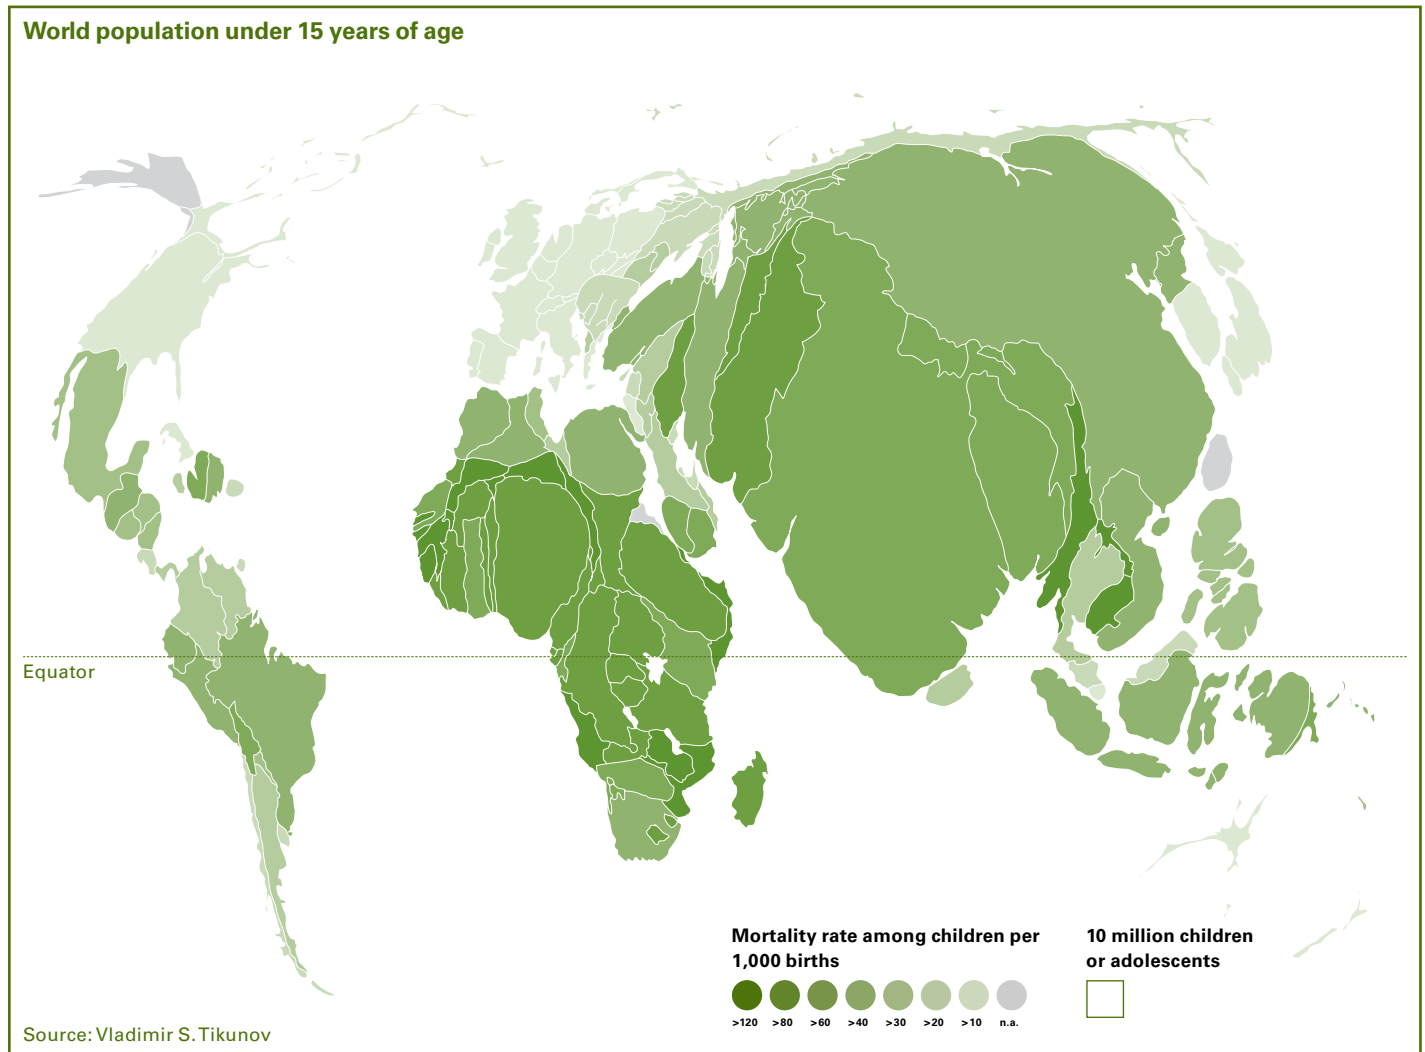 World population under 15 years of age
Equator
Mortality rate among children per
1,000 births
>120 >80 >60 >40 >30 >20 >10 n.a.
10 million children
or adolescents
Source: Vladimir S. Tikunov